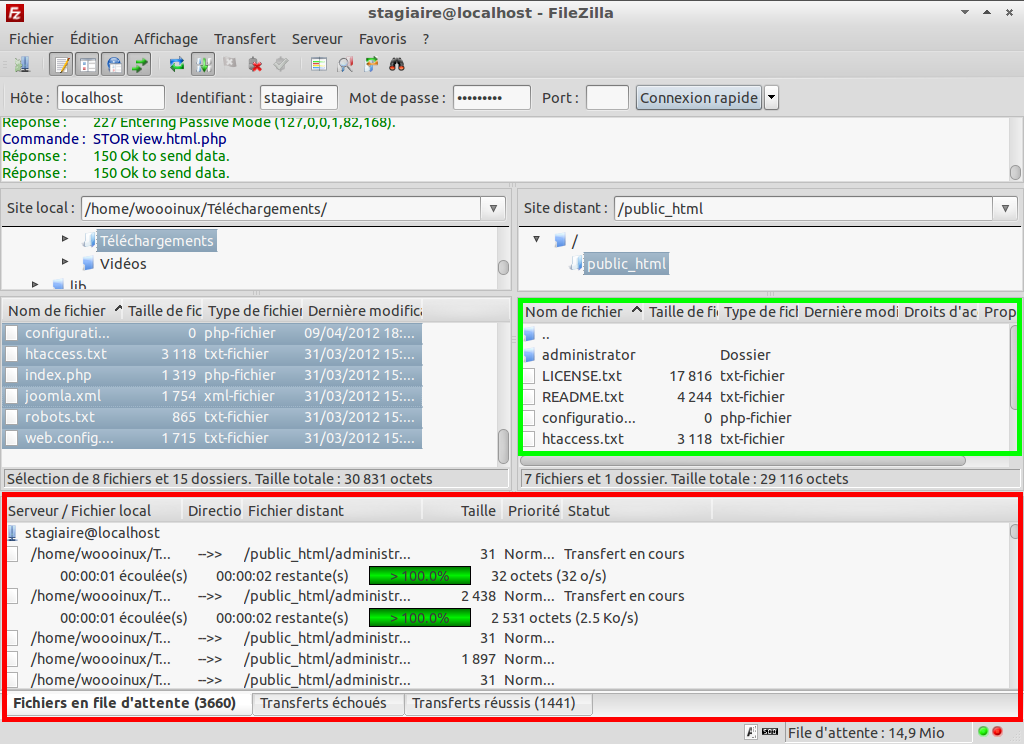 stagiaire@localhost - FileZilla
Fichier Édition Affichage Transfert Serveur Favoris ?
Hôte : localhost Identifiant : stagiaire Mot de passe : ••••••••• Port : Connexion rapide
Réponse : 227 Entering Passive Mode (127,0,0,1,82,168).
Commande : STOR view.html.php
Réponse : 150 Ok to send data.
Réponse : 150 Ok to send data.
Site local : /home/woooinux/Téléchargements/
Téléchargements
Vidéos
lib
Site distant : /public_html
/
public_html
Nom de fichier Taille de fic Type de fichier Dernière modifica
configurati... 0 php-fichier 09/04/2012 18:...
htaccess.txt 3 118 txt-fichier 31/03/2012 15:...
index.php 1 319 php-fichier 31/03/2012 15:...
joomla.xml 1 754 xml-fichier 31/03/2012 15:...
robots.txt 865 txt-fichier 31/03/2012 15:...
web.config.... 1 715 txt-fichier 31/03/2012 15:...
Sélection de 8 fichiers et 15 dossiers. Taille totale : 30 831 octets
Nom de fichier Taille de fi Type de fich Dernière modi Droits d'ac Prop
..
administrator Dossier
LICENSE.txt 17 816 txt-fichier
README.txt 4 244 txt-fichier
configuratio... 0 php-fichier
htaccess.txt 3 118 txt-fichier
7 fichiers et 1 dossier. Taille totale : 29 116 octets
Serveur / Fichier local Directio Fichier distant Taille Priorité Statut
stagiaire@localhost
/home/woooinux/T... -->> /public_html/administr... 31 Norm... Transfert en cours
00:00:01 écoulée(s) 00:00:02 restante(s) > 100.0% 32 octets (32 o/s)
/home/woooinux/T... -->> /public_html/administr... 2 438 Norm... Transfert en cours
00:00:01 écoulée(s) 00:00:02 restante(s) > 100.0% 2 531 octets (2.5 Ko/s)
/home/woooinux/T... -->> /public_html/administr... 31 Norm...
/home/woooinux/T... -->> /public_html/administr... 1 897 Norm...
/home/woooinux/T... -->> /public_html/administr... 31 Norm...
Fichiers en file d'attente (3660) Transferts échoués Transferts réussis (1441)
File d'attente : 14,9 Mio